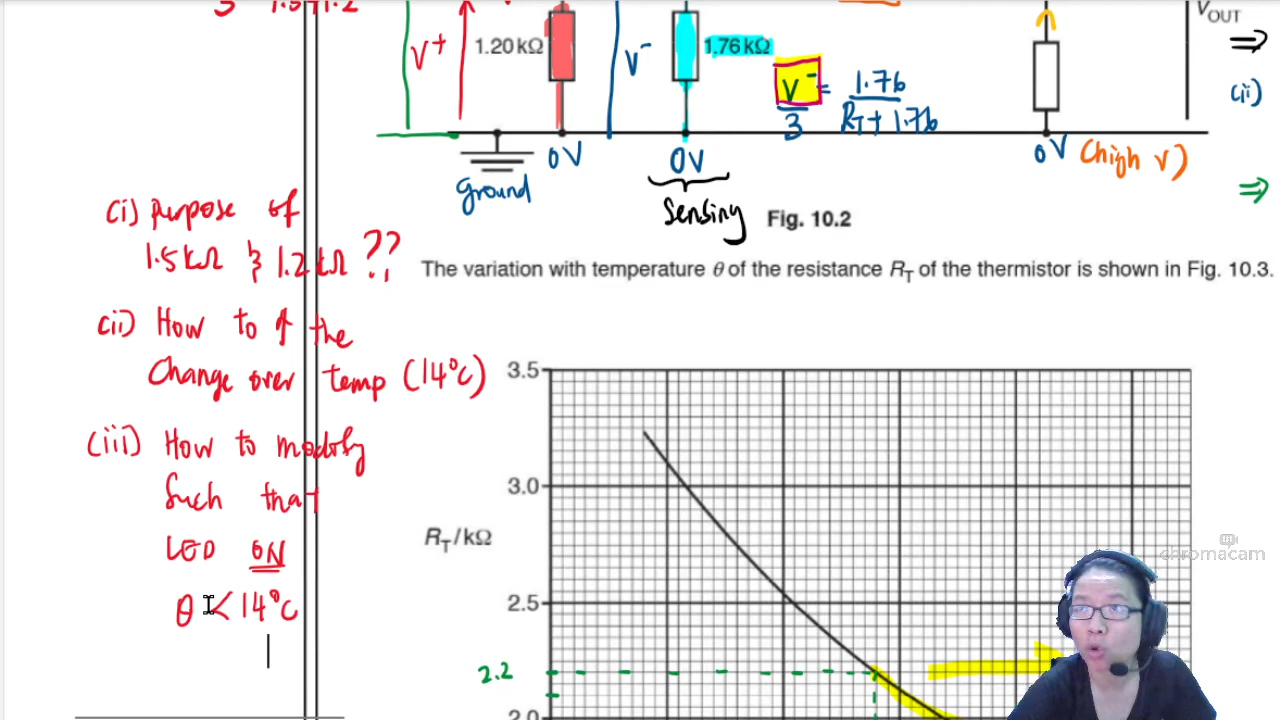 3 1.5+1.2
V+
1.20 kΩ
V-
1.76 kΩ
V-/3 = 1.76/RT + 1.76
VOUT
⇒
(ii)
0V
0V
0V (high V)
ground
sensing
⇒
Fig. 10.2
(i) Purpose of
1.5kΩ & 1.2kΩ ??
The variation with temperature θ of the resistance RT of the thermistor is shown in Fig. 10.3.
(ii) How to ↑ the
change over temp (14°C)
(iii) How to modify
such that
LED ON
θ < 14°C
3.5
3.0
RT/kΩ
2.5
2.2
2.0
chromacam